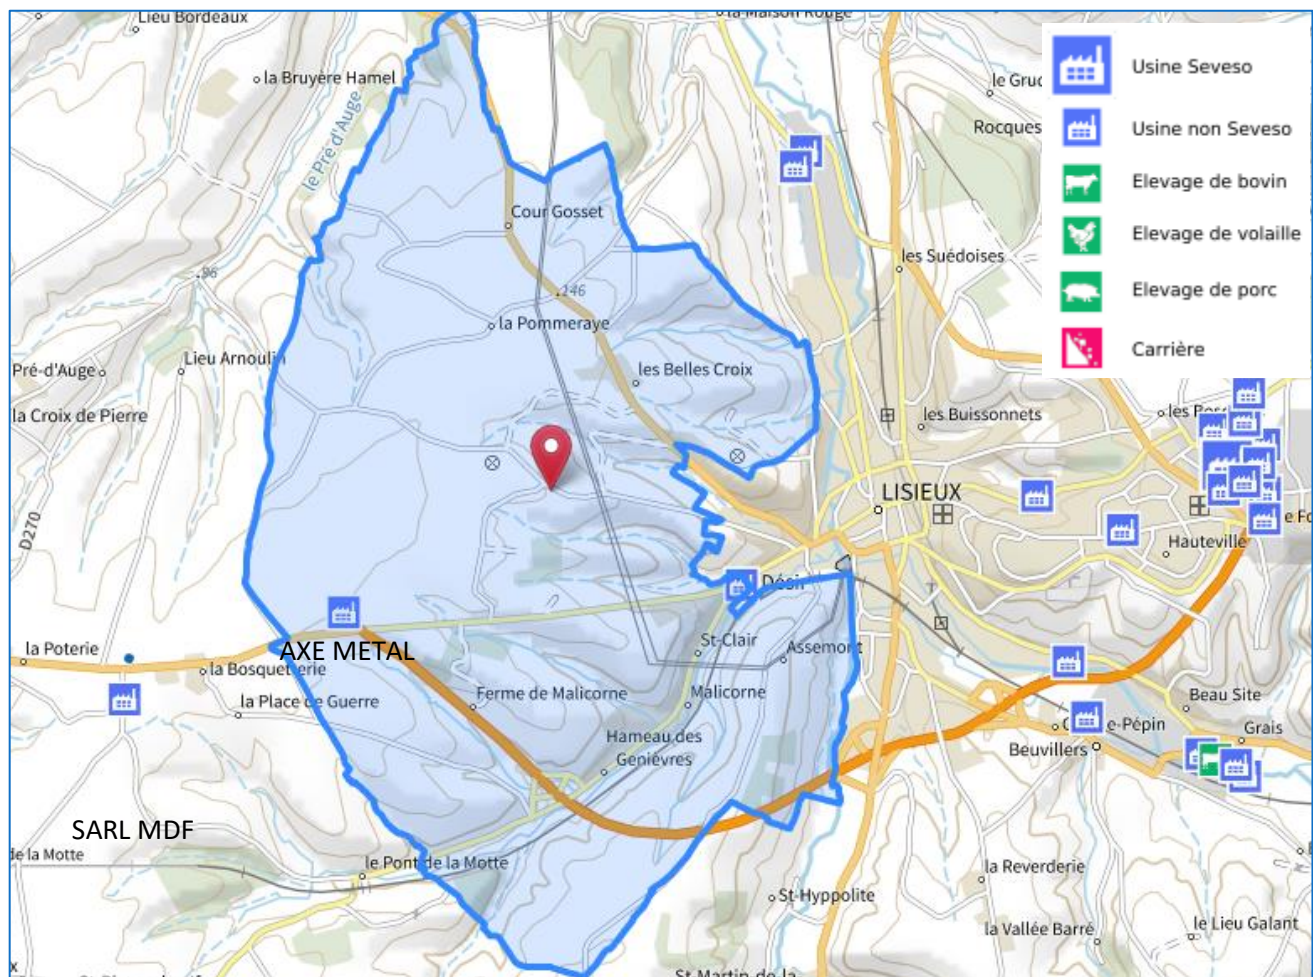 Lieu Bordeaux
la Maison Rouge
la Bruyère Hamel
le Pré d'Auge
le Gruc
Rocques
Usine Seveso
Usine non Seveso
Elevage de bovin
Elevage de volaille
Elevage de porc
Carrière
Cour Gosset
les Suédoises
96
146
la Pommeraye
Lieu Arnoulin
Pré-d'Auge
les Belles Croix
la Croix de Pierre
les Buissonnets
LISIEUX
D270
Hauteville
Désir
la Poterie
AXE METAL
St-Clair
Assemont
la Bosquetterie
la Place de Guerre
Ferme de Malicorne
Malicorne
Beau Site
Hameau des
Genièvres
e-Pépin
Grais
Beuvillers
SARL MDF
de la Motte
le Pont de la Motte
la Reverderie
St-Hyppolite
la Vallée Barré
le Lieu Galant
St-Martin-de-la